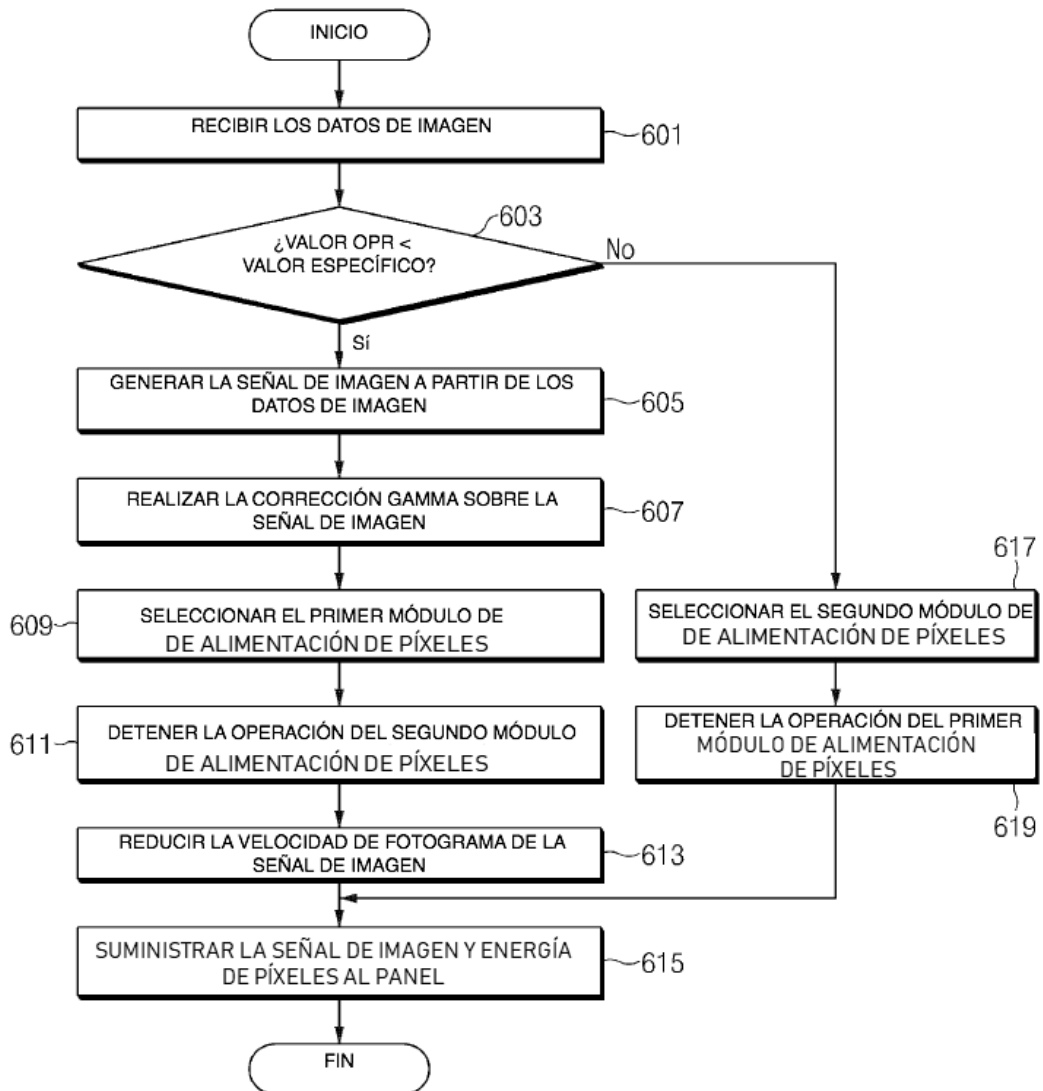 INICIO
RECIBIR LOS DATOS DE IMAGEN
601
603
¿VALOR OPR <
VALOR ESPECÍFICO?
No
Sí
GENERAR LA SEÑAL DE IMAGEN A PARTIR DE LOS
DATOS DE IMAGEN
605
REALIZAR LA CORRECCIÓN GAMMA SOBRE LA
SEÑAL DE IMAGEN
607
609
SELECCIONAR EL PRIMER MÓDULO DE
DE ALIMENTACIÓN DE PÍXELES
611
DETENER LA OPERACIÓN DEL SEGUNDO MÓDULO
DE ALIMENTACIÓN DE PÍXELES
REDUCIR LA VELOCIDAD DE FOTOGRAMA DE LA
SEÑAL DE IMAGEN
613
617
SELECCIONAR EL SEGUNDO MÓDULO DE
DE ALIMENTACIÓN DE PÍXELES
DETENER LA OPERACIÓN DEL PRIMER
MÓDULO DE ALIMENTACIÓN
DE PÍXELES
619
SUMINISTRAR LA SEÑAL DE IMAGEN Y ENERGÍA
DE PÍXELES AL PANEL
615
FIN